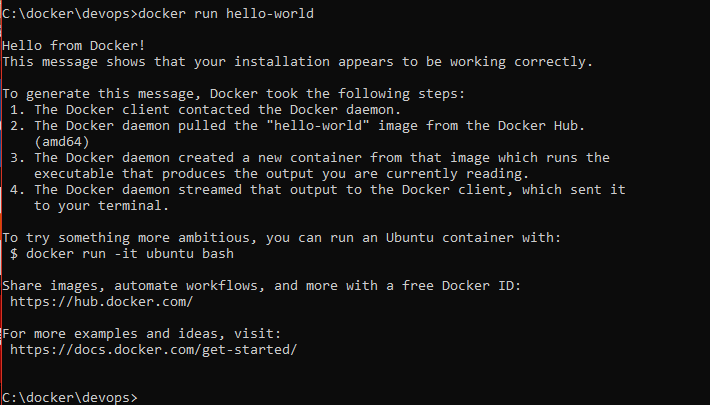 C:\docker\devops>docker run hello-world
Hello from Docker!
This message shows that your installation appears to be working correctly.
To generate this message, Docker took the following steps:
1. The Docker client contacted the Docker daemon.
2. The Docker daemon pulled the "hello-world" image from the Docker Hub.
(amd64)
3. The Docker daemon created a new container from that image which runs the
executable that produces the output you are currently reading.
4. The Docker daemon streamed that output to the Docker client, which sent it
to your terminal.
To try something more ambitious, you can run an Ubuntu container with:
$ docker run -it ubuntu bash
Share images, automate workflows, and more with a free Docker ID:
https://hub.docker.com/
For more examples and ideas, visit:
https://docs.docker.com/get-started/
C:\docker\devops>